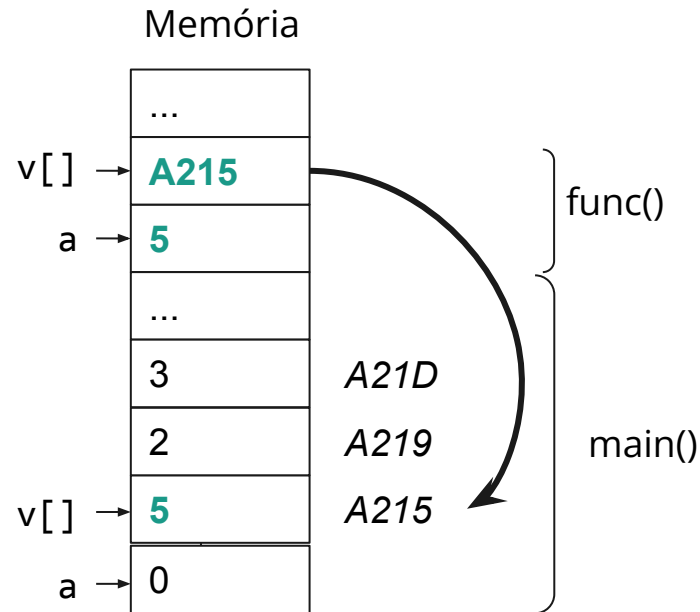 Memória
...
v[] A215
func()
a 5
...
3 A21D
2 A219
main()
v[] 5 A215
a 0